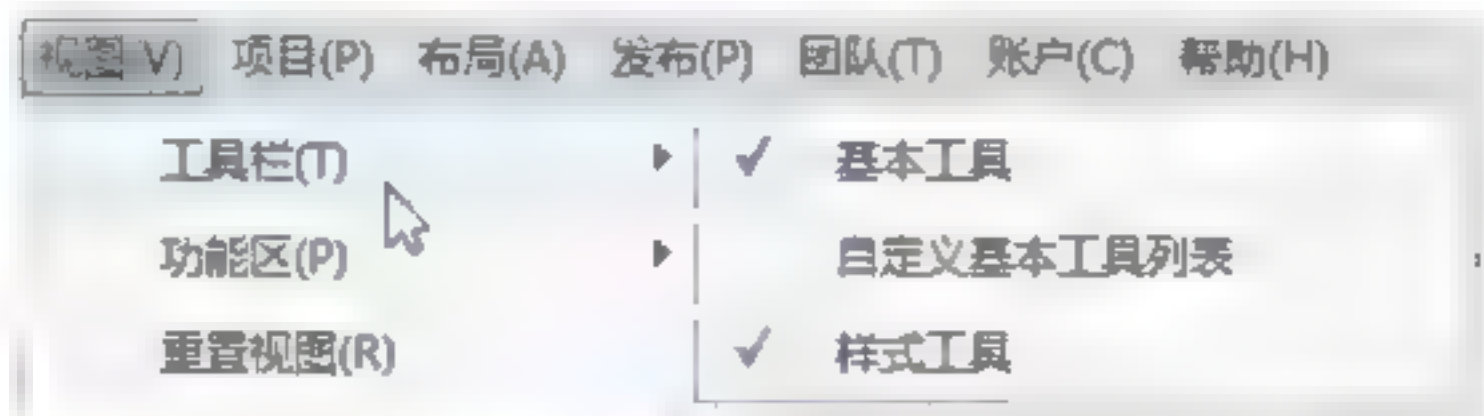 视图(V) 项目(P) 布局(A) 发布(P) 团队(T) 账户(C) 帮助(H)
工具栏(T) 基本工具
功能区(P) 自定义基本工具列表
重置视图(R) 样式工具